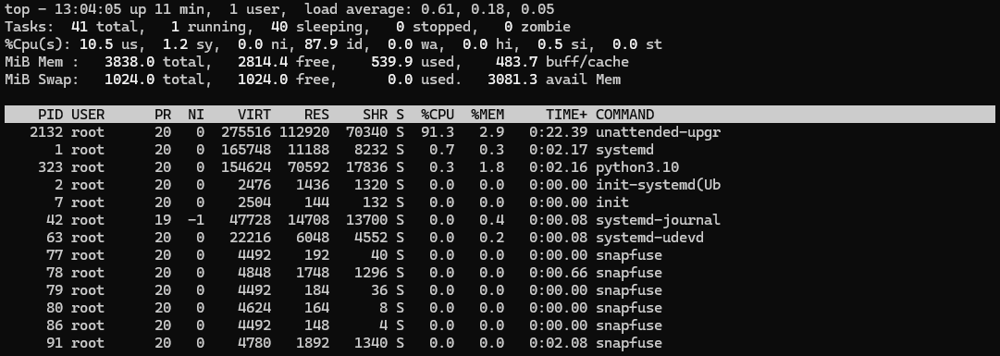 top - 13:04:05 up 11 min,  1 user,  load average: 0.61, 0.18, 0.05
Tasks:  41 total,   1 running,  40 sleeping,   0 stopped,   0 zombie
%Cpu(s): 10.5 us,  1.2 sy,  0.0 ni, 87.9 id,  0.0 wa,  0.0 hi,  0.5 si,  0.0 st
MiB Mem :   3838.0 total,   2814.4 free,    539.9 used,    483.7 buff/cache
MiB Swap:   1024.0 total,   1024.0 free,      0.0 used.   3081.3 avail Mem
    PID USER      PR  NI    VIRT    RES    SHR S  %CPU  %MEM     TIME+ COMMAND
   2132 root      20   0  275516 112920  70340 S  91.3   2.9   0:22.39 unattended-upgr
      1 root      20   0  165748  11188   8232 S   0.7   0.3   0:02.17 systemd
    323 root      20   0  154624  70592  17836 S   0.3   1.8   0:02.16 python3.10
      2 root      20   0    2476   1436   1320 S   0.0   0.0   0:00.00 init-systemd(Ub
      7 root      20   0    2504    144    132 S   0.0   0.0   0:00.00 init
     42 root      19  -1   47728  14708  13700 S   0.0   0.4   0:00.08 systemd-journal
     63 root      20   0   22216   6048   4552 S   0.0   0.2   0:00.08 systemd-udevd
     77 root      20   0    4492    192     40 S   0.0   0.0   0:00.00 snapfuse
     78 root      20   0    4848   1748   1296 S   0.0   0.0   0:00.66 snapfuse
     79 root      20   0    4492    184     36 S   0.0   0.0   0:00.00 snapfuse
     80 root      20   0    4624    164      8 S   0.0   0.0   0:00.00 snapfuse
     86 root      20   0    4492    148      4 S   0.0   0.0   0:00.00 snapfuse
     91 root      20   0    4780   1892   1340 S   0.0   0.0   0:02.08 snapfuse